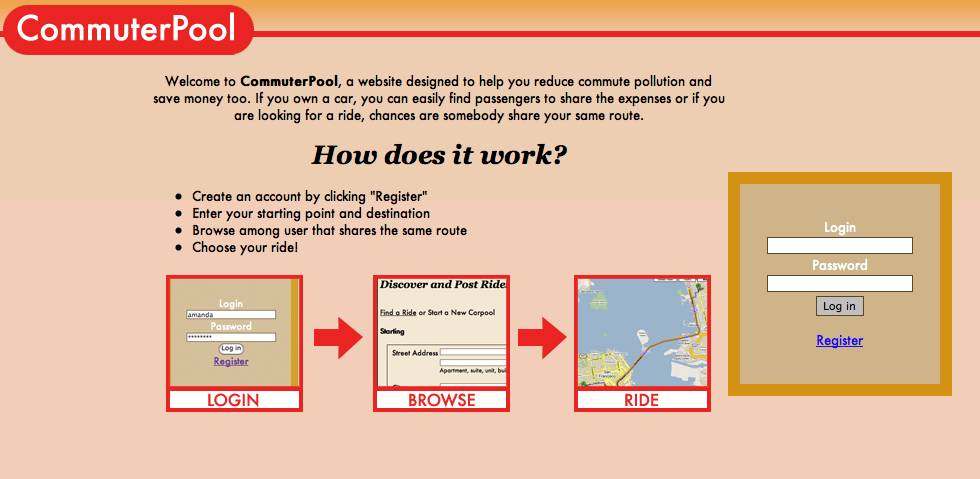 CommuterPool
Welcome to CommuterPool, a website designed to help you reduce commute pollution and
save money too. If you own a car, you can easily find passengers to share the expenses or if you
are looking for a ride, chances are somebody share your same route.
How does it work?
• Create an account by clicking "Register"
• Enter your starting point and destination
• Browse among user that shares the same route
• Choose your ride!
Login
amanda
Password
********
Log in
Register
LOGIN
Discover and Post Ride
Find a Ride or Start a New Carpool
Starting
Street Address
Apartment, suite, unit, bui
BROWSE
San
Francisco
RIDE
Login
Password
Log in
Register